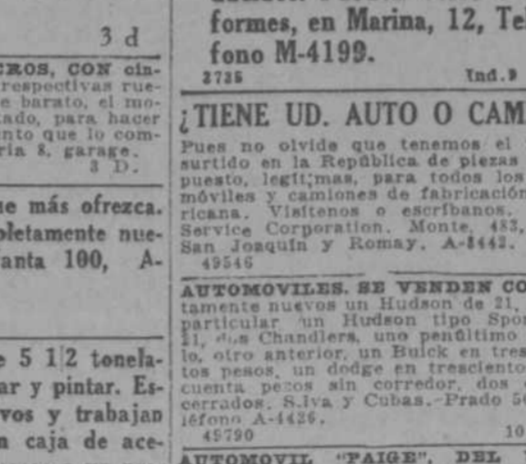 3 d
CROS, CON cin-
respectivas rue-
e barato, el mo-
tado, para hacer
nto que lo com-
ria 8, garage.
3 D.
ue más ofrezca.
pletamente nue-
anta 100, A-
e 5 1|2 tonela-
ar y pintar. Es-
vos y trabajan
n caja de ace-
formes, en Marina, 12, Te
fono M-4199.
3735 Ind.9
¿TIENE UD. AUTO O CAM
Pues no olvide que tenemos el
surtido en la República de piezas
puesto, legítimas, para todos los
móviles y camiones de fabricación
ricana. Visítenos o escríbanos.
Service Corporation. Monte, 483,
San Joaquín y Romay. A-3442.
49546
AUTOMOVILES. SE VENDEN CO
tamente nuevos un Hudson de 21,
particular un Hudson tipo Spor
21, dos Chandlers, uno penúltimo
lo, otro anterior, un Buick en tres
tos pesos, un dodge en trescientos
cuenta pesos sin corredor, dos
cerrados. S.lva y Cubas.-Prado 5
léfono A-4426.
49790 10
AUTOMOVIL "PAIGE", DEL